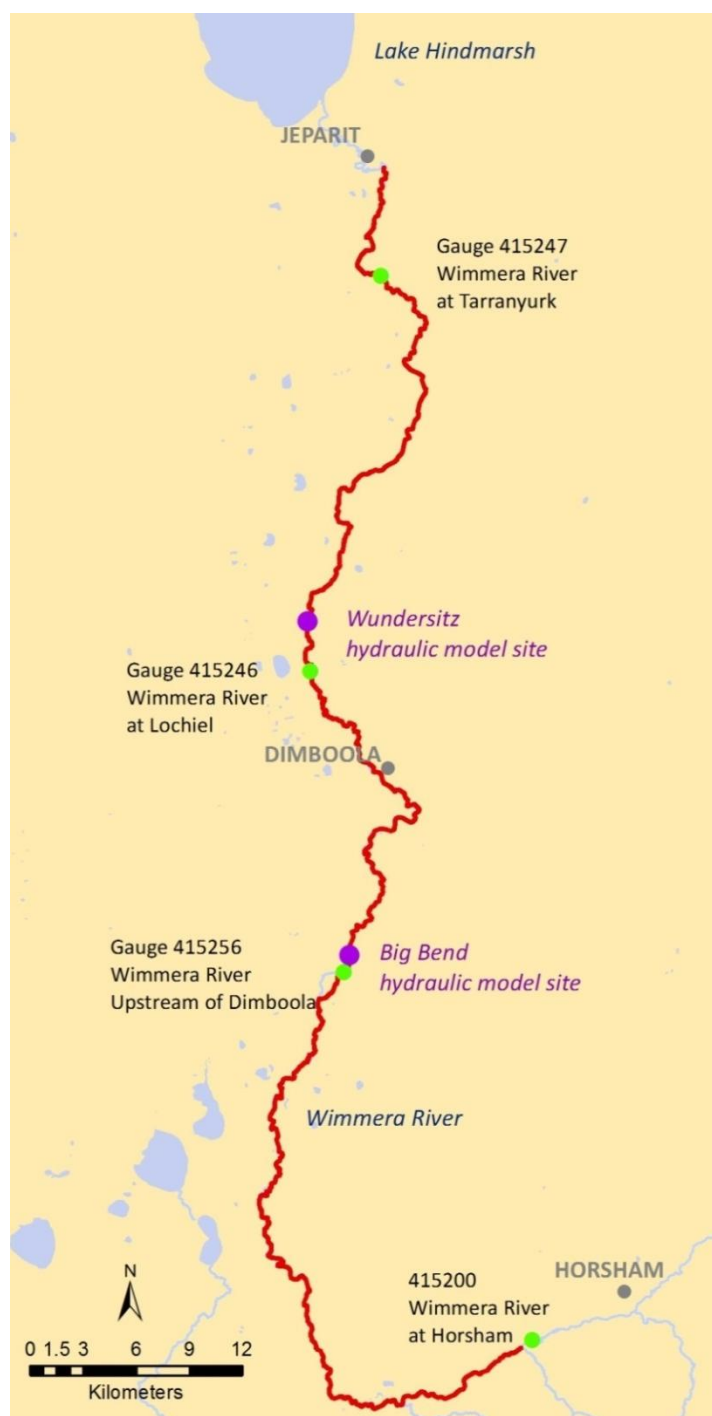 Lake Hindmarsh
JEPARIT
Gauge 415247
Wimmera River
at Tarranyurk
Wundersitz
hydraulic model site
Gauge 415246
Wimmera River
at Lochiel
DIMBOOLA
Gauge 415256
Wimmera River
Upstream of Dimboola
Big Bend
hydraulic model site
Wimmera River
HORSHAM
415200
Wimmera River
at Horsham
N
0 1.5 3 6 9 12
Kilometers